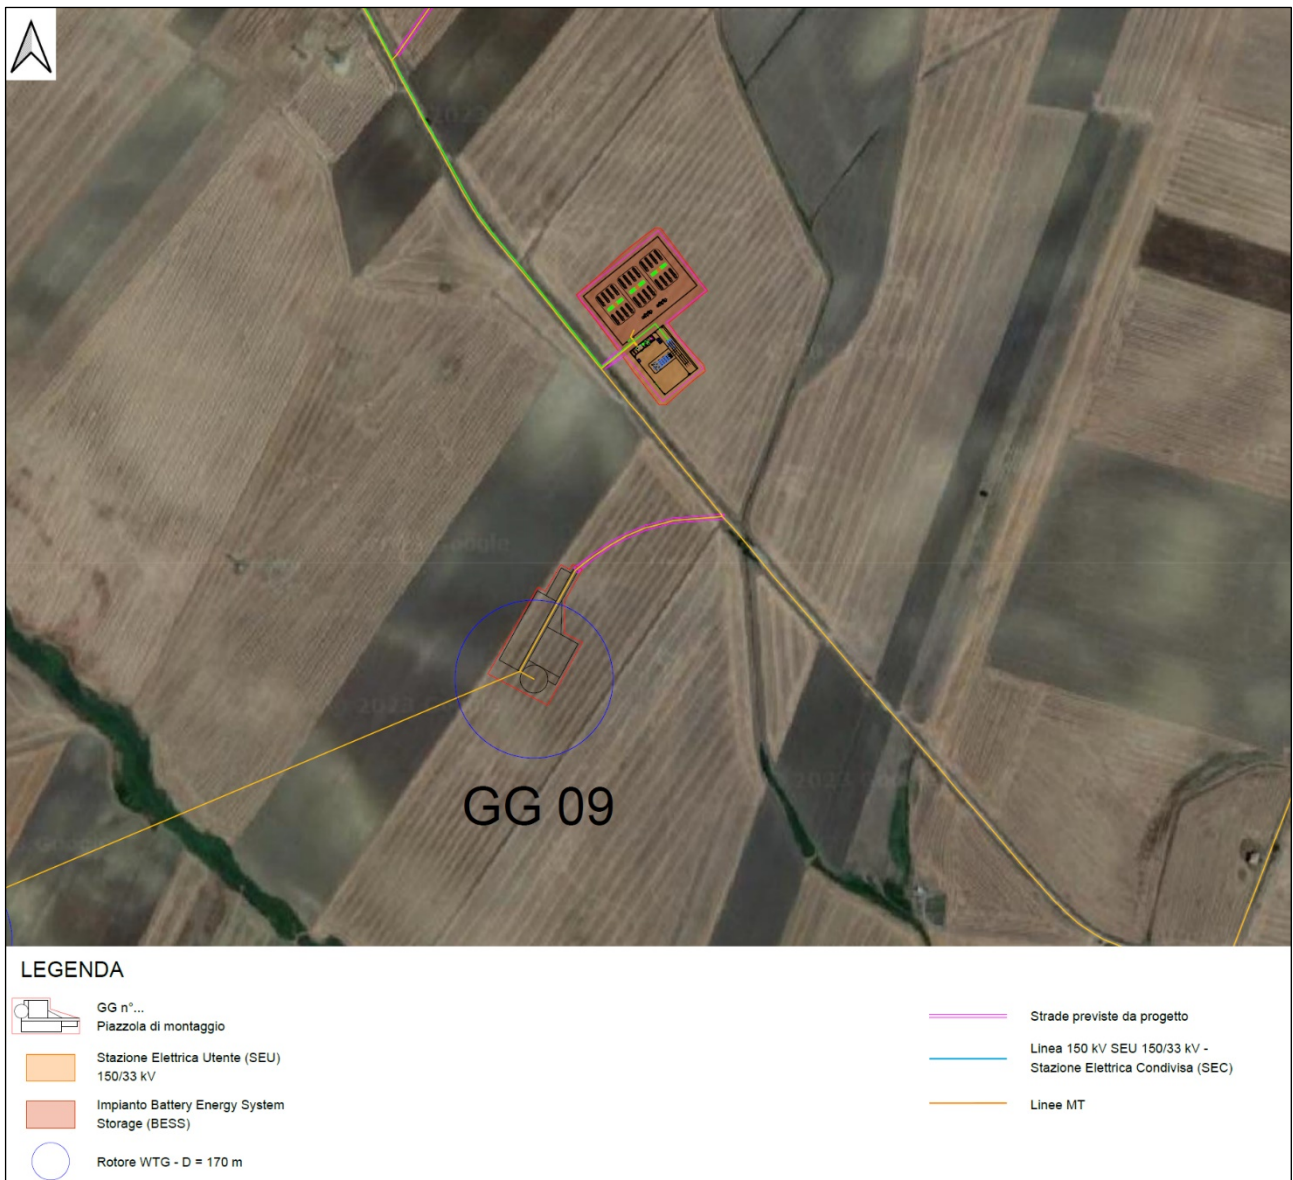 GG 09
LEGENDA
GG n°...
Piazzola di montaggio
Stazione Elettrica Utente (SEU)
150/33 kV
Impianto Battery Energy System
Storage (BESS)
Rotore WTG - D = 170 m
Strade previste da progetto
Linea 150 kV SEU 150/33 kV -
Stazione Elettrica Condivisa (SEC)
Linee MT